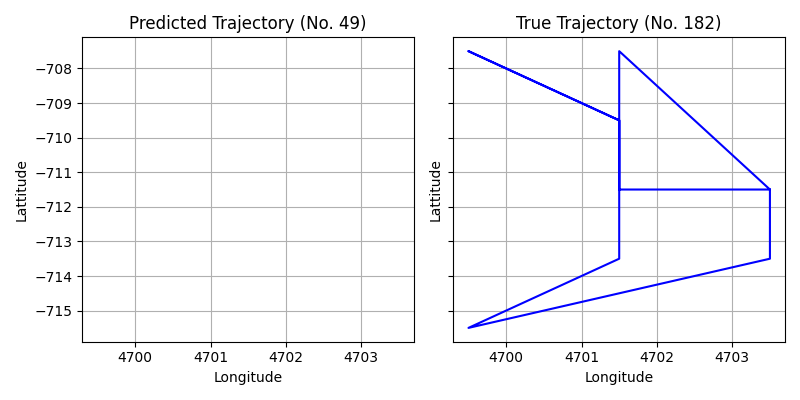 Predicted Trajectory (No. 49)
True Trajectory (No. 182)
−708
−709
−710
−711
−712
−713
−714
−715
Lattitude
Lattitude
4700 4701 4702 4703
4700 4701 4702 4703
Longitude
Longitude